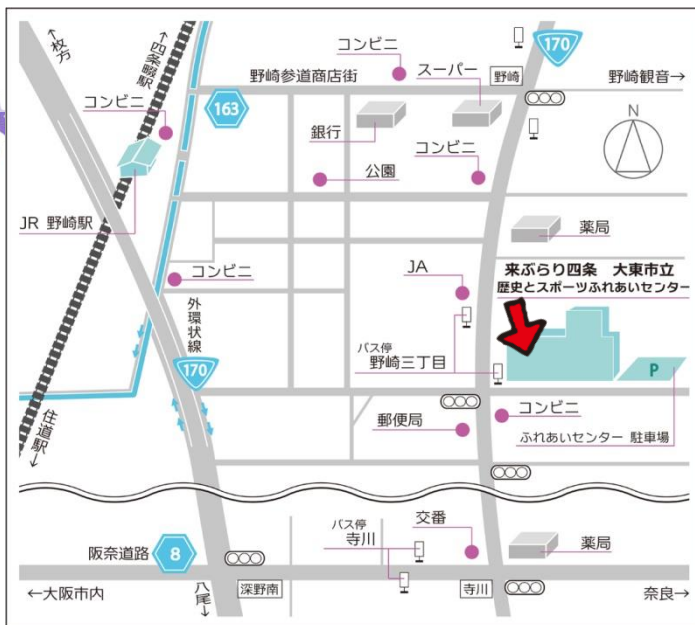 ↑枚方
↑四条畷駅
コンビニ
163
野崎参道商店街
コンビニ
スーパー
野崎
170
野崎観音→
銀行
公園
コンビニ
N
コンビニ
JR 野崎駅
薬局
来ぶらり四条 大東市立
歴史とスポーツふれあいセンター
JA
コンビニ
外環状線
170
バス停
野崎三丁目
P
郵便局
コンビニ
ふれあいセンター 駐車場
住道駅↓
阪奈道路
8
バス停
寺川
交番
薬局
←大阪市内
八尾↓
深野南
寺川
奈良→